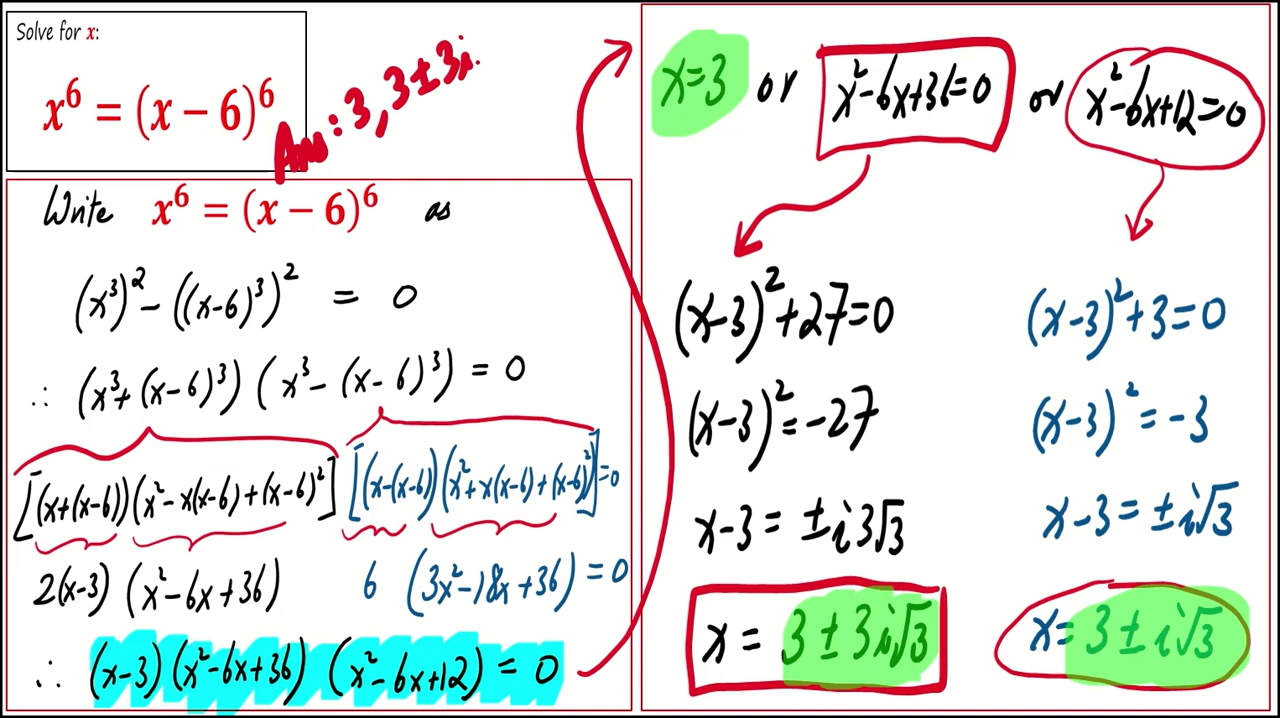 Solve for x:
x⁶ = (x − 6)⁶
Ans: 3, 3 ± 3i
Write x⁶ = (x − 6)⁶ as
(x³)² − ((x−6)³)² = 0
∴ (x³ + (x−6)³) (x³ − (x−6)³) = 0
[(x+(x−6))(x² − x(x−6) + (x−6)²] [(x−(x−6))(x² + x(x−6) + (x−6)²)] = 0
2(x−3) (x² − 6x + 36) 6 (3x² − 18x + 36) = 0
∴ (x−3)(x² − 6x + 36) (x² − 6x + 12) = 0
x = 3 or x² − 6x + 36 = 0 or x² − 6x + 12 = 0
(x−3)² + 27 = 0
(x−3)² = −27
x−3 = ± i3√3
x = 3 ± 3i√3
(x−3)² + 3 = 0
(x−3)² = −3
x−3 = ± i√3
x = 3 ± i√3